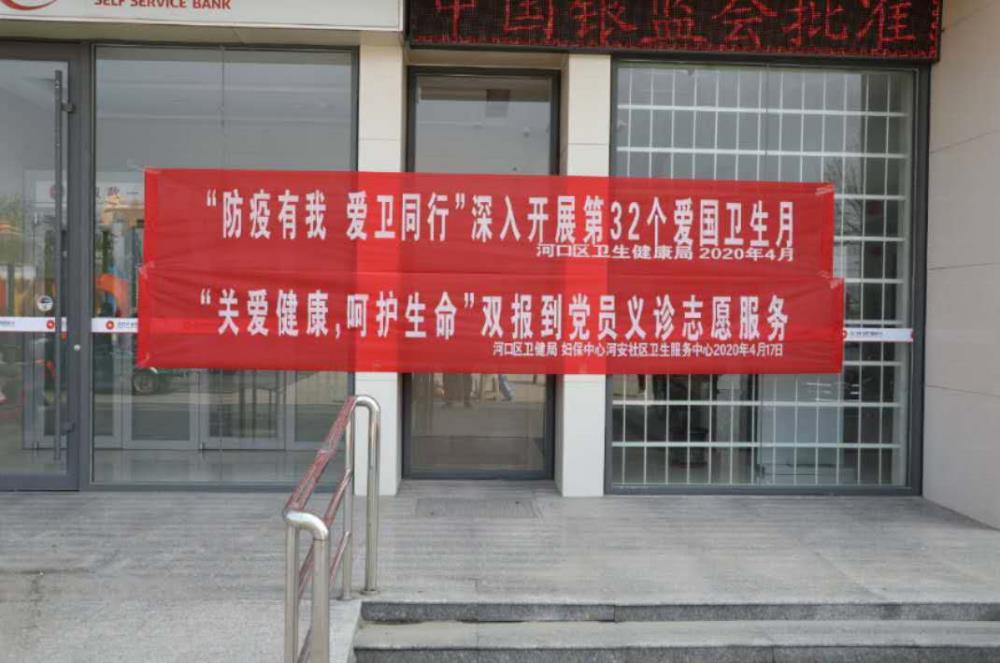 SELF SERVICE BANK
中国银监会批准
“防疫有我 爱卫同行”深入开展第32个爱国卫生月
河口区卫生健康局 2020年4月
“关爱健康,呵护生命”双报到党员义诊志愿服务
河口区卫健局 妇保中心河安社区卫生服务中心2020年4月17日